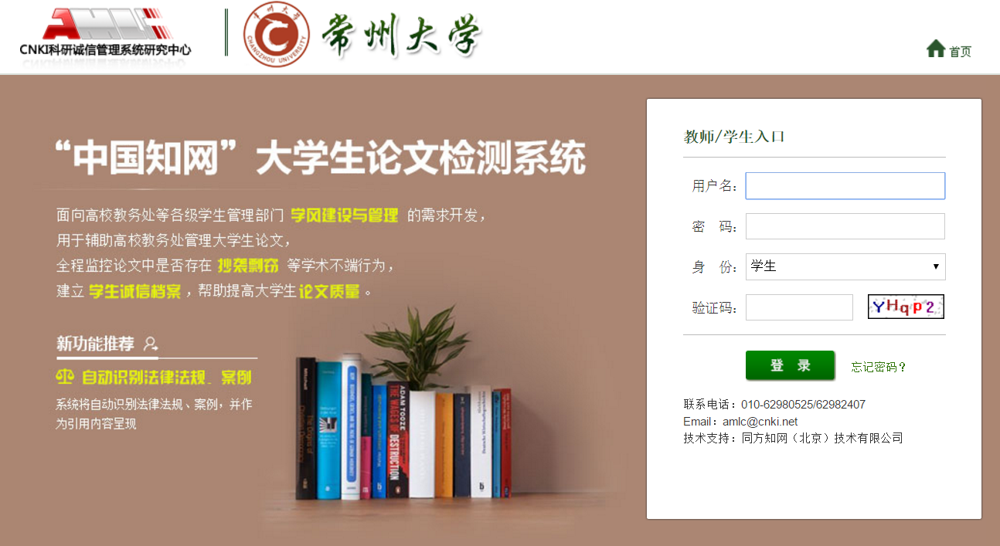 AMLC
CNKI科研诚信管理系统研究中心
常州大学
CHANGZHOU UNIVERSITY
常州大学
首页
“中国知网”大学生论文检测系统
面向高校教务处等各级学生管理部门 学风建设与管理 的需求开发，
用于辅助高校教务处管理大学生论文，
全程监控论文中是否存在 抄袭剽窃 等学术不端行为，
建立 学生诚信档案 ，帮助提高大学生论文质量 。
新功能推荐
自动识别法律法规、案例
系统将自动识别法律法规、案例，并作
为引用内容呈现
ADAM TOOZE
THE WAGES OF
DESTRUCTION
教师/学生入口
用户名：
密 码：
身 份：
学生
验证码：
YHqp2
登 录
忘记密码？
联系电话：010-62980525/62982407
Email：amlc@cnki.net
技术支持：同方知网（北京）技术有限公司